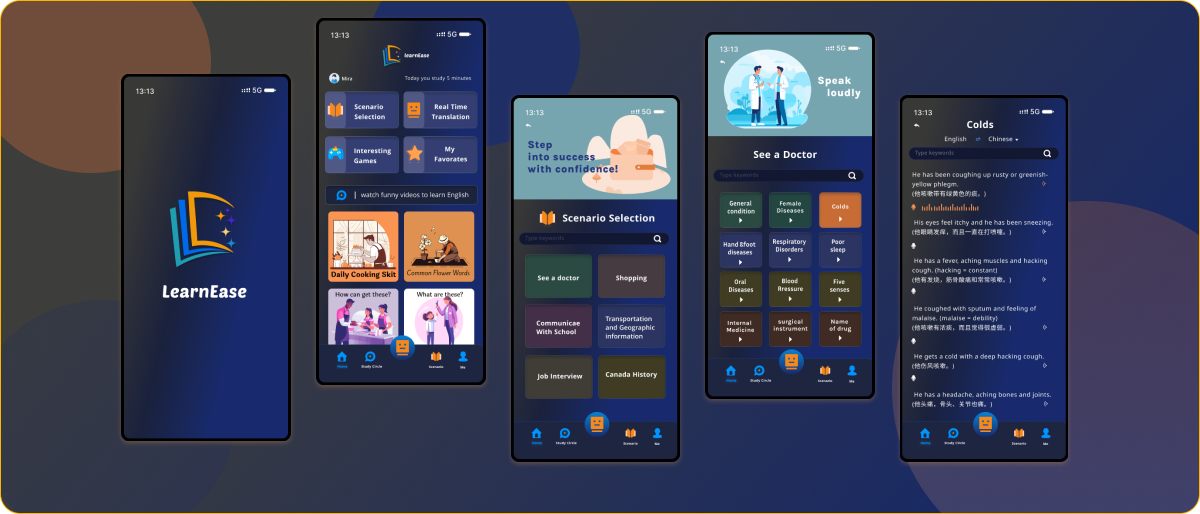 13:13
5G
LearnEase
13:13
5G
learnEase
Mira
Today you study 5 minutes
Scenario
Selection
Real Time
Translation
Interesting
Games
My
Favorates
| watch funny videos to learn English
Daily Cooking Skit
Common Flower Words
How can get these?
What are these?
Home
Study Circle
Scenario
Me
13:13
5G
Step
into success
with confidence!
Scenario Selection
Type keywords
See a doctor
Shopping
Communicae
With School
Transportation
and Geographic
information
Job Interview
Canada History
Home
Study Circle
Scenario
Me
13:13
5G
Speak
loudly
See a Doctor
Type keywords
General
condition
Female
Diseases
Colds
Hand &foot
diseases
Respiratory
Disorders
Poor
sleep
Oral
Diseases
Blood
Rressure
Five
senses
Internal
Medicine
surgical
instrument
Name
of drug
Home
Study Circle
Scenario
Me
13:13
5G
Colds
English
Chinese
Type keywords
He has been coughing up rusty or greenish-
yellow phlegm.
(他咳嗽带有绿黄色的痰。)
His eyes feel itchy and he has been sneezing.
(他眼睛发痒，而且一直在打喷嚏。)
He has a fever, aching muscles and hacking
cough. (hacking = constant)
(他有发烧，筋骨酸痛和常常咳嗽。)
He coughed with sputum and feeling of
malaise. (malaise = debility)
(他咳嗽有浓痰，而且觉得很虚弱。)
He gets a cold with a deep hacking cough.
(他伤风咳嗽。)
He has a headache, aching bones and joints.
(他头痛，骨头、关节也痛。)
Home
Study Circle
Scenario
Me